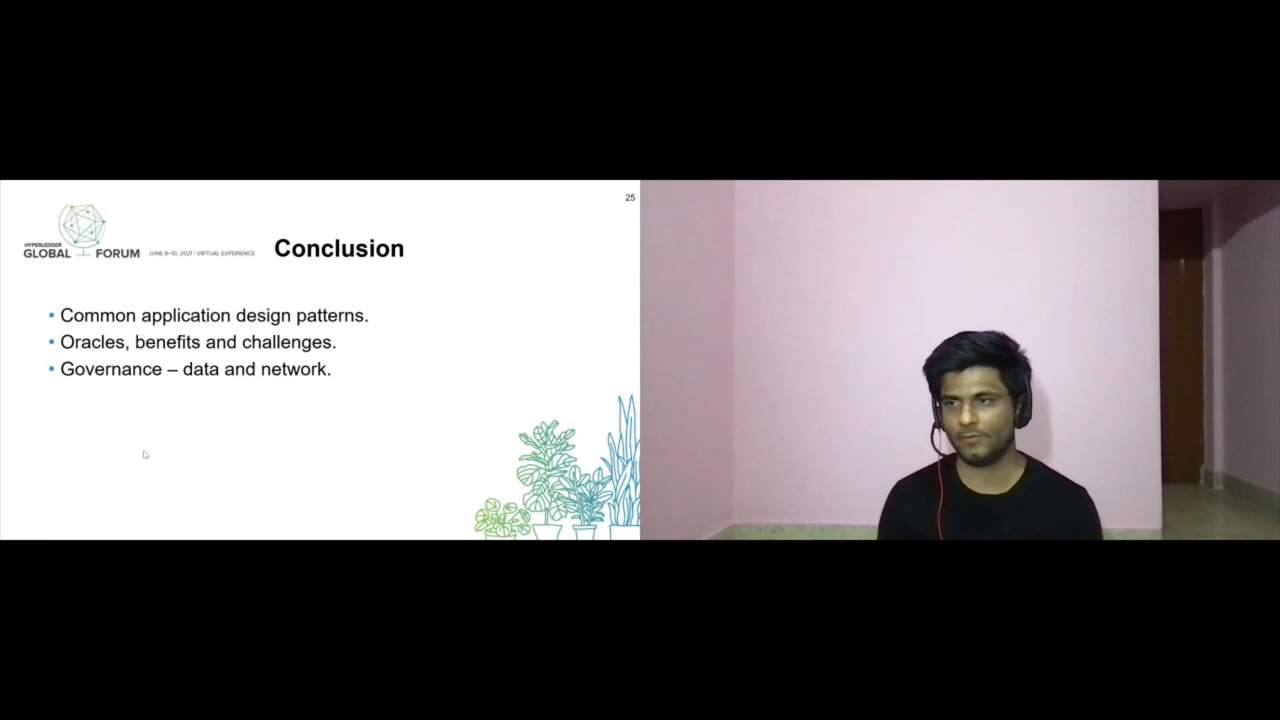 25
HYPERLEDGER
GLOBAL FORUM
JUNE 8–10, 2021 | VIRTUAL EXPERIENCE
Conclusion
• Common application design patterns.
• Oracles, benefits and challenges.
• Governance – data and network.